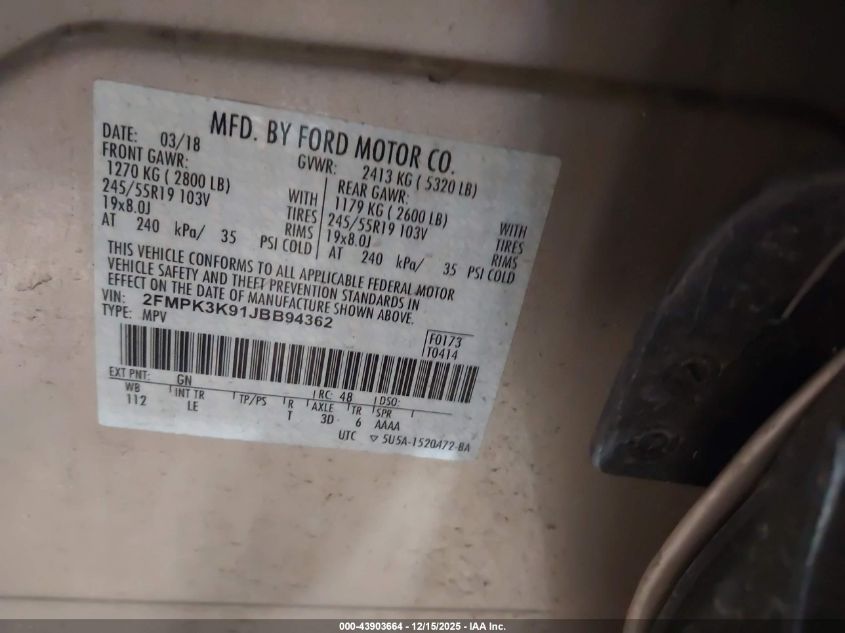 MFD. BY FORD MOTOR CO.
DATE: 03/18 GVWR: 2413 KG ( 5320 LB)
FRONT GAWR: REAR GAWR:
1270 KG ( 2800 LB) WITH 1179 KG ( 2600 LB) WITH
245/55R19 103V TIRES 245/55R19 103V TIRES
19x8.0J RIMS 19x8.0J RIMS
AT 240 kPa/ 35 PSI COLD AT 240 kPa/ 35 PSI COLD
THIS VEHICLE CONFORMS TO ALL APPLICABLE FEDERAL MOTOR
VEHICLE SAFETY AND THEFT PREVENTION STANDARDS IN
EFFECT ON THE DATE OF MANUFACTURE SHOWN ABOVE.
VIN: 2FMPK3K91JBB94362
TYPE: MPV
F0173
T0414
EXT PNT: GN RC: 48 DSO:
WB INT TR TP/PS R AXLE TR SPR
112 LE T 3D 6 AAAA
UTC ▽ 5U5A-1520472-BA
000-43903664 - 12/15/2025 - IAA Inc.